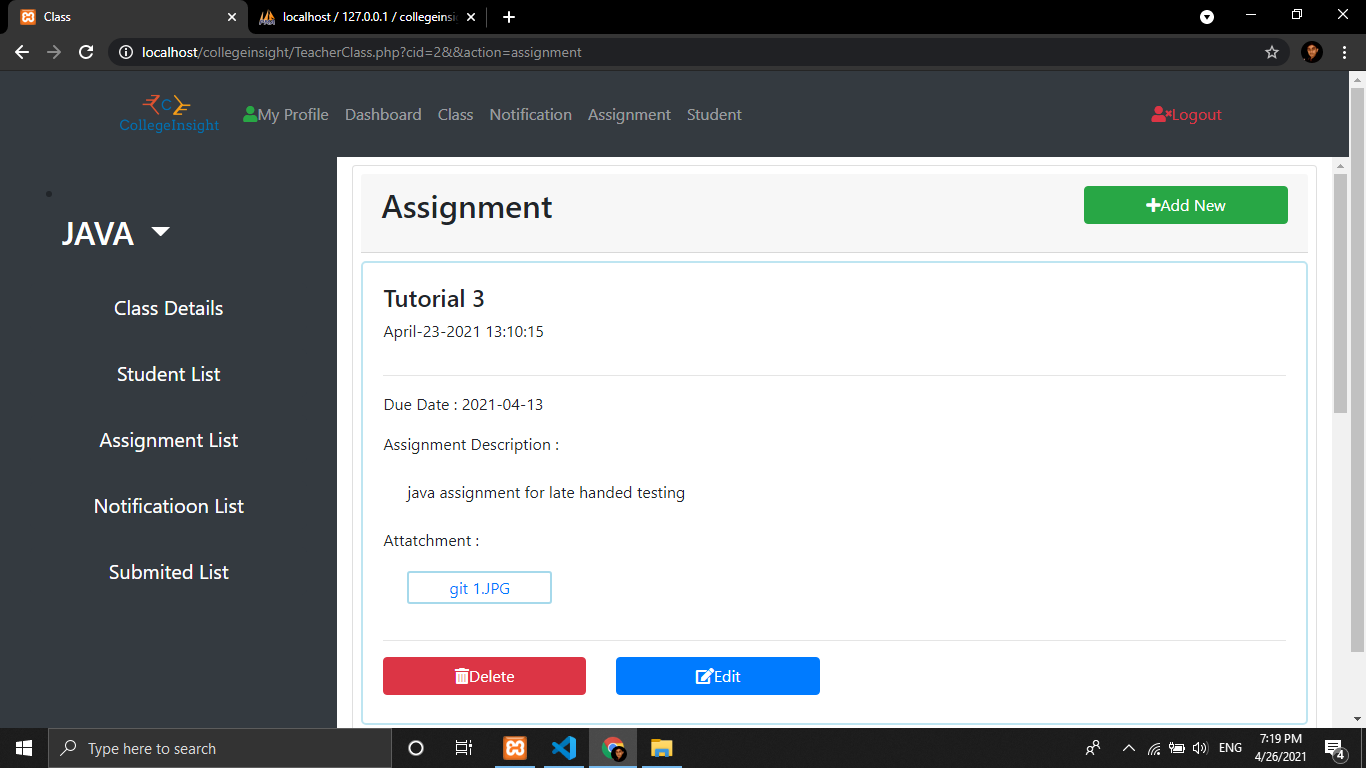 Class
localhost / 127.0.0.1 / collegeinsi
localhost/collegeinsight/TeacherClass.php?cid=2&&action=assignment
C
CollegeInsight
My Profile Dashboard Class Notification Assignment Student Logout
JAVA
Class Details
Student List
Assignment List
Notificatioon List
Submited List
Assignment
Add New
Tutorial 3
April-23-2021 13:10:15
Due Date : 2021-04-13
Assignment Description :
java assignment for late handed testing
Attatchment :
git 1.JPG
Delete Edit
Type here to search
ENG
7:19 PM
4/26/2021
4